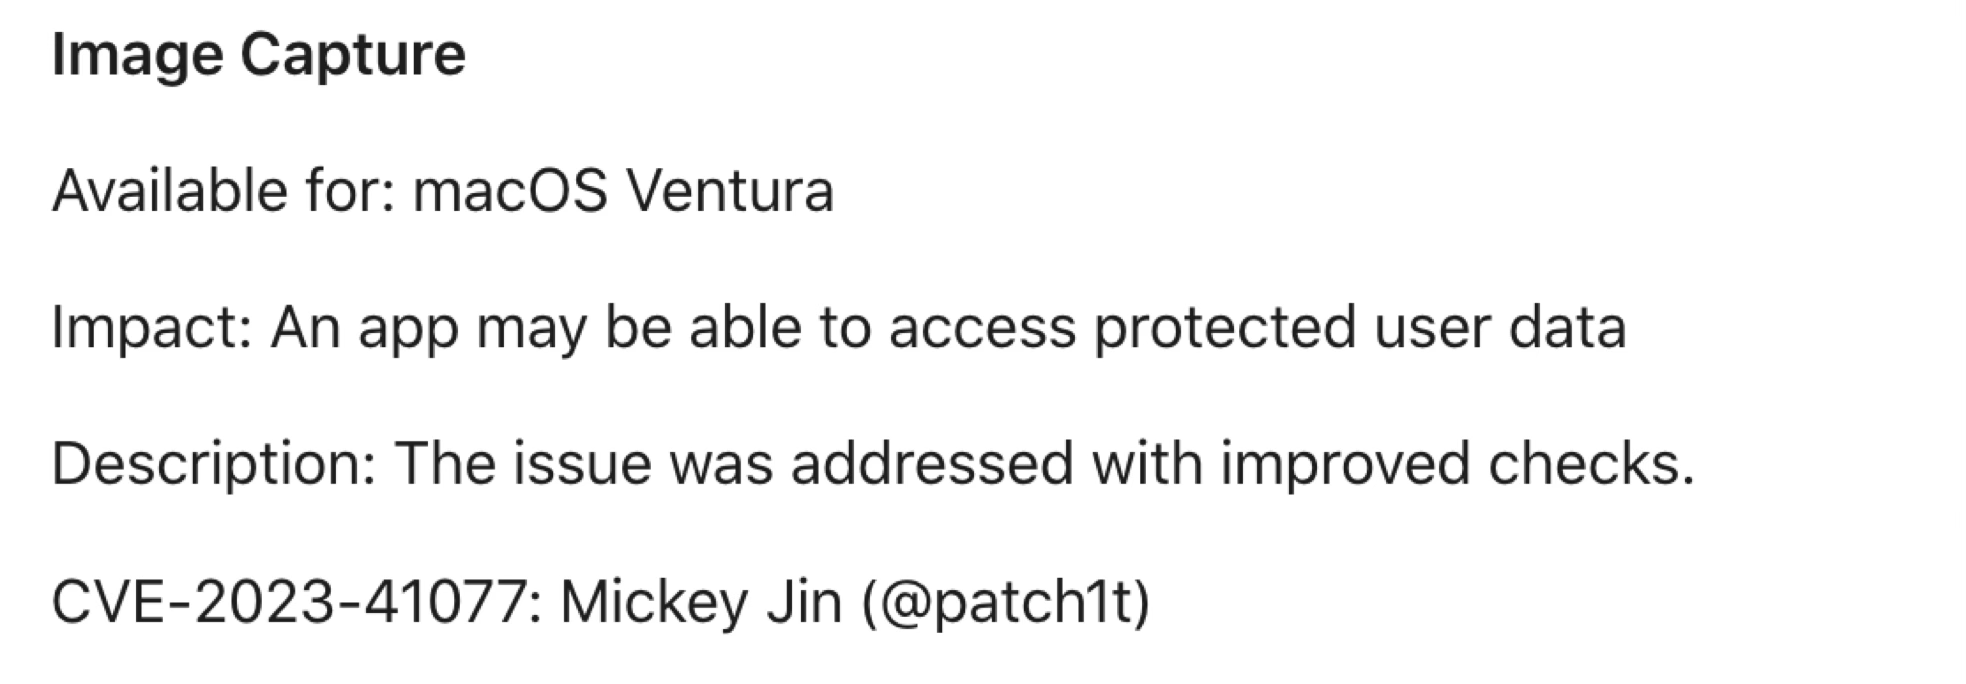 Image Capture
Available for: macOS Ventura
Impact: An app may be able to access protected user data
Description: The issue was addressed with improved checks.
CVE-2023-41077: Mickey Jin (@patch1t)